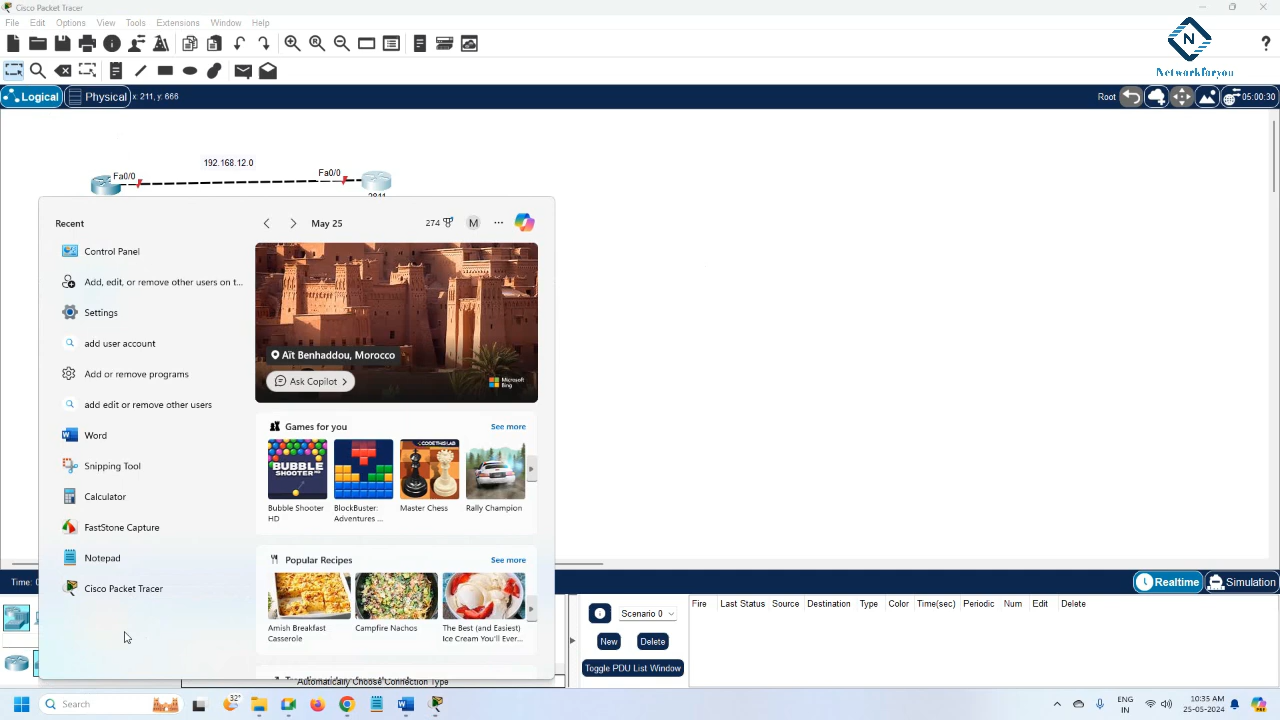 Cisco Packet Tracer
File Edit Options View Tools Extensions Window Help
N
Networkforyou
?
Logical Physical x: 211, y: 666 Root 05:00:30
192.168.12.0
Fa0/0 Fa0/0
2811
Recent
Control Panel
Add, edit, or remove other users on t...
Settings
add user account
Add or remove programs
add edit or remove other users
Word
Snipping Tool
Calculator
FastStone Capture
Notepad
Cisco Packet Tracer
May 25 274 M ...
Aït Benhaddou, Morocco
Ask Copilot
Microsoft
Bing
Games for you See more
BUBBLE
SHOOTER
Bubble Shooter
HD
BlockBuster:
Adventures ...
CODETHISLAB
Master Chess
Rally Champion
Popular Recipes See more
Amish Breakfast
Casserole
Campfire Nachos
The Best (and Easiest)
Ice Cream You'll Ever...
Time: 0
Realtime Simulation
Scenario 0
New Delete
Toggle PDU List Window
Fire Last Status Source Destination Type Color Time(sec) Periodic Num Edit Delete
Automatically Choose Connection Type
Search
32°
ENG
IN
10:35 AM
25-05-2024